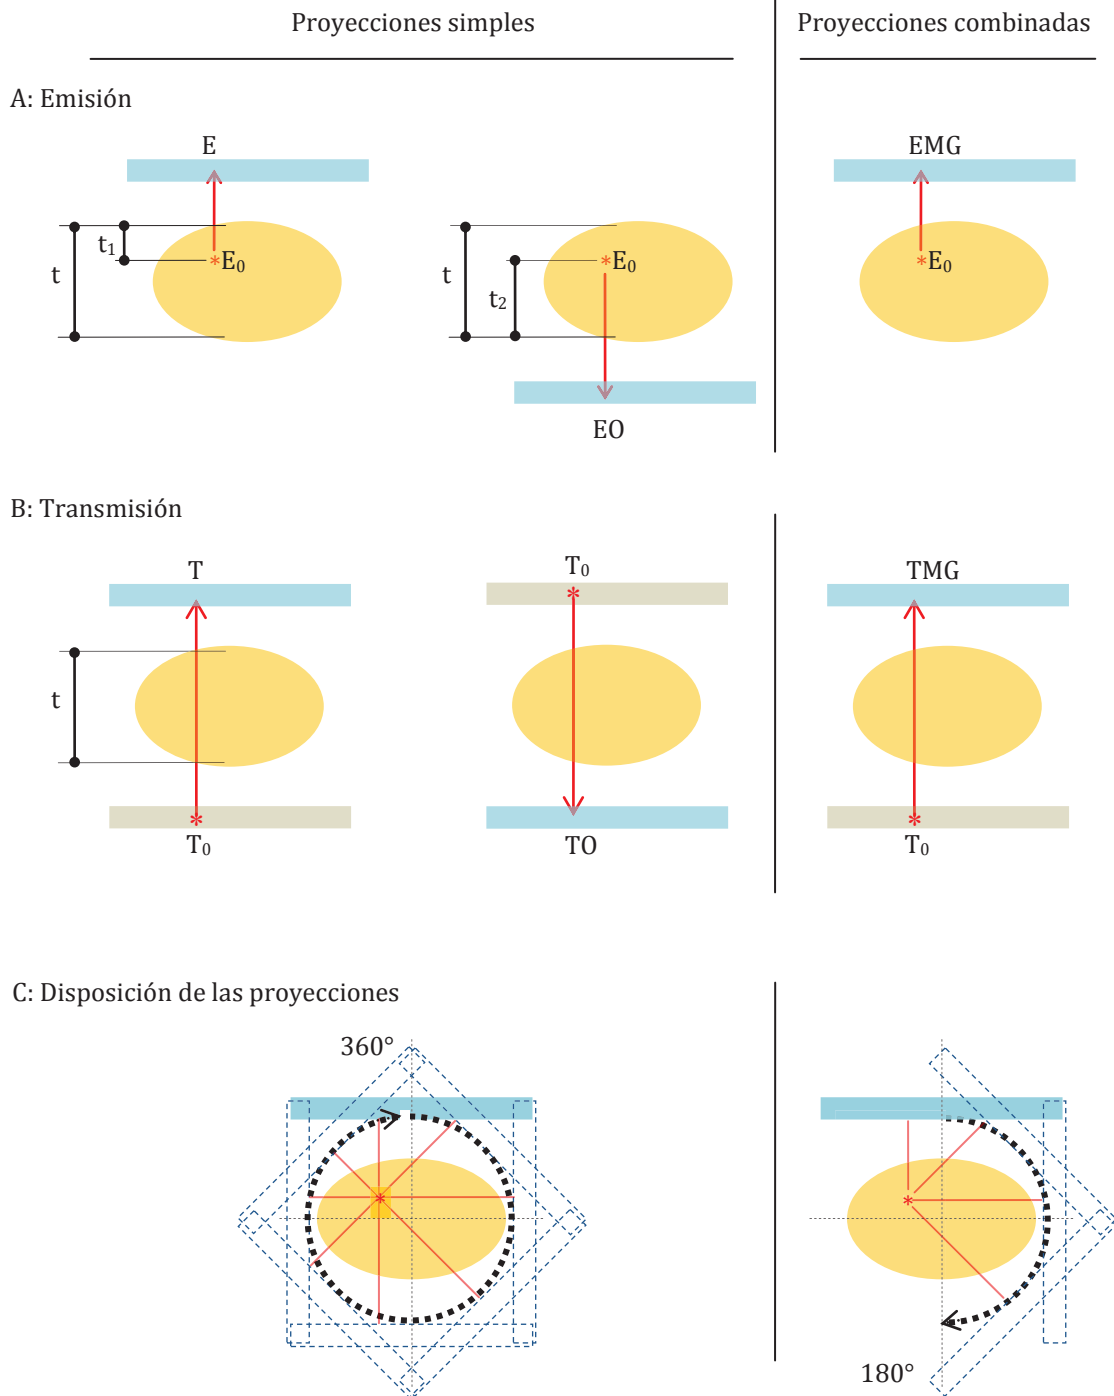 Proyecciones simples
Proyecciones combinadas
A: Emisión
E
EMG
t₁
*E₀
t
*E₀
t
t₂
*E₀
EO
B: Transmisión
T
T₀
TMG
*
t
*
*
T₀
TO
T₀
C: Disposición de las proyecciones
360°
*
*
180°